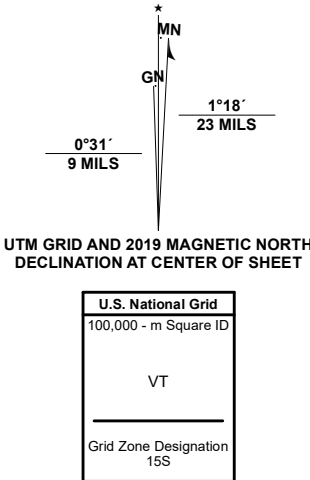 MN
GN
1°18´
23 MILS
0°31´
9 MILS
UTM GRID AND 2019 MAGNETIC NORTH
DECLINATION AT CENTER OF SHEET
U.S. National Grid
100,000 - m Square ID
VT
Grid Zone Designation
15S